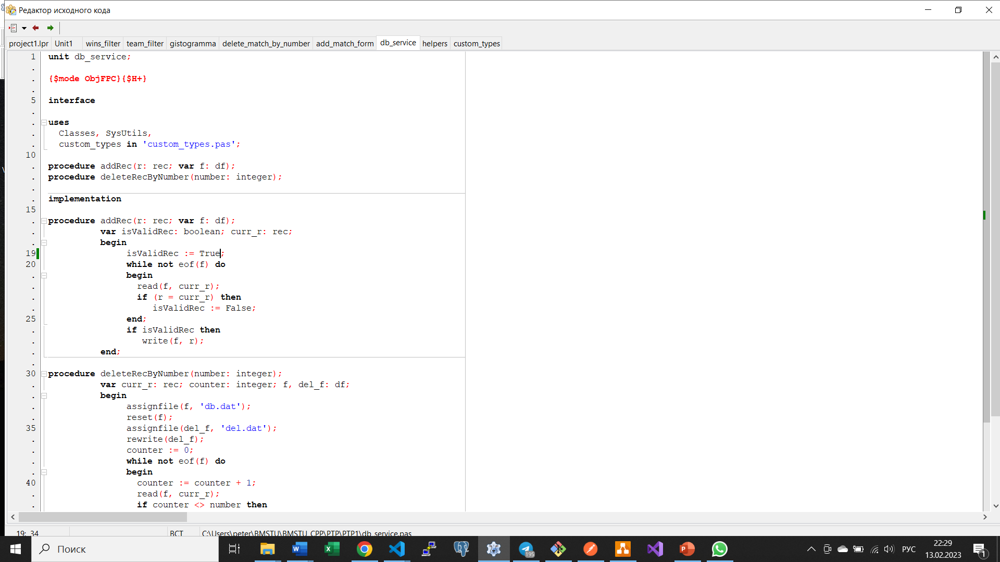 Редактор исходного кода
project1.lpr Unit1 wins_filter team_filter gistogramma delete_match_by_number add_match_form db_service helpers custom_types
1 unit db_service;
.
. {$mode ObjFPC}{$H+}
.
5 interface
.
. uses
. Classes, SysUtils,
. custom_types in 'custom_types.pas';
10
. procedure addRec(r: rec; var f: df);
. procedure deleteRecByNumber(number: integer);
.
. implementation
15
. procedure addRec(r: rec; var f: df);
. var isValidRec: boolean; curr_r: rec;
. begin
19 isValidRec := True;
20 while not eof(f) do
. begin
. read(f, curr_r);
. if (r = curr_r) then
. isValidRec := False;
25 end;
. if isValidRec then
. write(f, r);
. end;
.
30 procedure deleteRecByNumber(number: integer);
. var curr_r: rec; counter: integer; f, del_f: df;
. begin
. assignfile(f, 'db.dat');
. reset(f);
35 assignfile(del_f, 'del.dat');
. rewrite(del_f);
. counter := 0;
. while not eof(f) do
. begin
40 counter := counter + 1;
. read(f, curr_r);
. if counter <> number then
19: 34 ВСТ C:\Users\peter\BMSTU\BMSTU_CPP\PTP\PTP1\db_service.pas
Поиск
195
РУС
22:29
13.02.2023
1